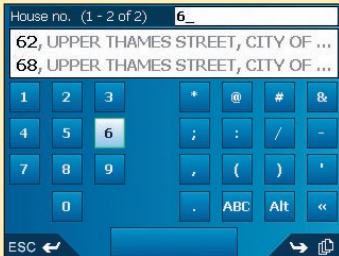 House no. (1 - 2 of 2) 6_
62, UPPER THAMES STREET, CITY OF ...
68, UPPER THAMES STREET, CITY OF ...
1 2 3 * @ # &
4 5 6 ; : / -
7 8 9 , ( ) '
0 . ABC Alt «
ESC